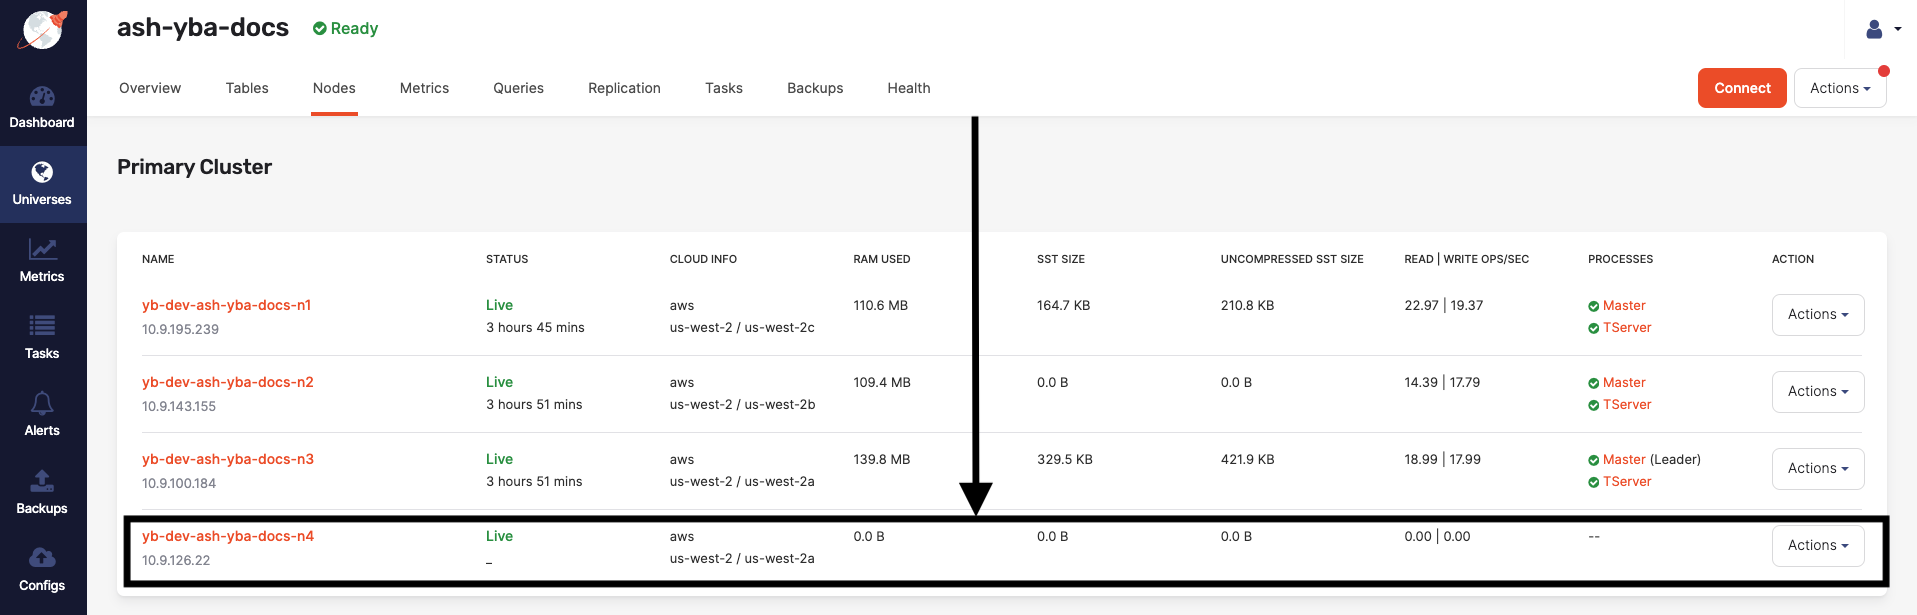 ash-yba-docs Ready
Overview Tables Nodes Metrics Queries Replication Tasks Backups Health Connect Actions
Dashboard
Universes
Metrics
Tasks
Alerts
Backups
Configs
Primary Cluster
NAME STATUS CLOUD INFO RAM USED SST SIZE UNCOMPRESSED SST SIZE READ | WRITE OPS/SEC PROCESSES ACTION
yb-dev-ash-yba-docs-n1 Live aws 110.6 MB 164.7 KB 210.8 KB 22.97 | 19.37 Master Actions
10.9.195.239 3 hours 45 mins us-west-2 / us-west-2c TServer
yb-dev-ash-yba-docs-n2 Live aws 109.4 MB 0.0 B 0.0 B 14.39 | 17.79 Master Actions
10.9.143.155 3 hours 51 mins us-west-2 / us-west-2b TServer
yb-dev-ash-yba-docs-n3 Live aws 139.8 MB 329.5 KB 421.9 KB 18.99 | 17.99 Master (Leader) Actions
10.9.100.184 3 hours 51 mins us-west-2 / us-west-2a TServer
yb-dev-ash-yba-docs-n4 Live aws 0.0 B 0.0 B 0.0 B 0.00 | 0.00 -- Actions
10.9.126.22 – us-west-2 / us-west-2a